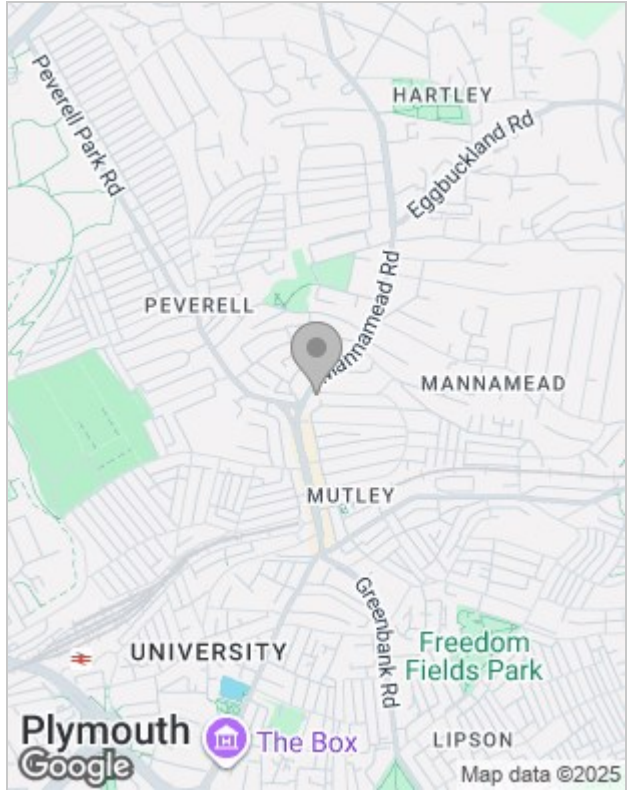 HARTLEY
Peverell Park Rd
Eggbuckland Rd
PEVERELL
Mannamead Rd
MANNAMEAD
MUTLEY
Greenbank Rd
UNIVERSITY
Freedom
Fields Park
Plymouth
The Box
LIPSON
Google
Map data ©2025